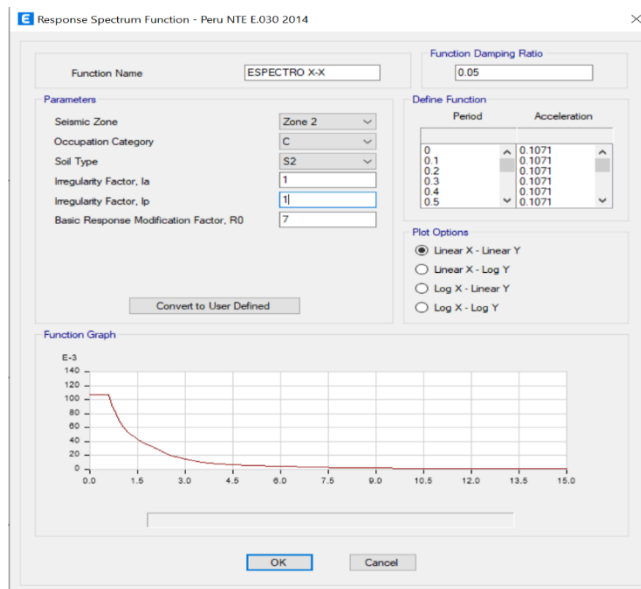 E Response Spectrum Function - Peru NTE E.030 2014
Function Name ESPECTRO X-X
Function Damping Ratio
0.05
Parameters
Seismic Zone Zone 2
Occupation Category C
Soil Type S2
Irregularity Factor, Ia 1
Irregularity Factor, Ip 1
Basic Response Modification Factor, R0 7
Convert to User Defined
Define Function
Period Acceleration
0 0.1071
0.1 0.1071
0.2 0.1071
0.3 0.1071
0.4 0.1071
0.5 0.1071
Plot Options
Linear X - Linear Y
Linear X - Log Y
Log X - Linear Y
Log X - Log Y
Function Graph
E-3
140
120
100
80
60
40
20
0
0.0 1.5 3.0 4.5 6.0 7.5 9.0 10.5 12.0 13.5 15.0
OK Cancel